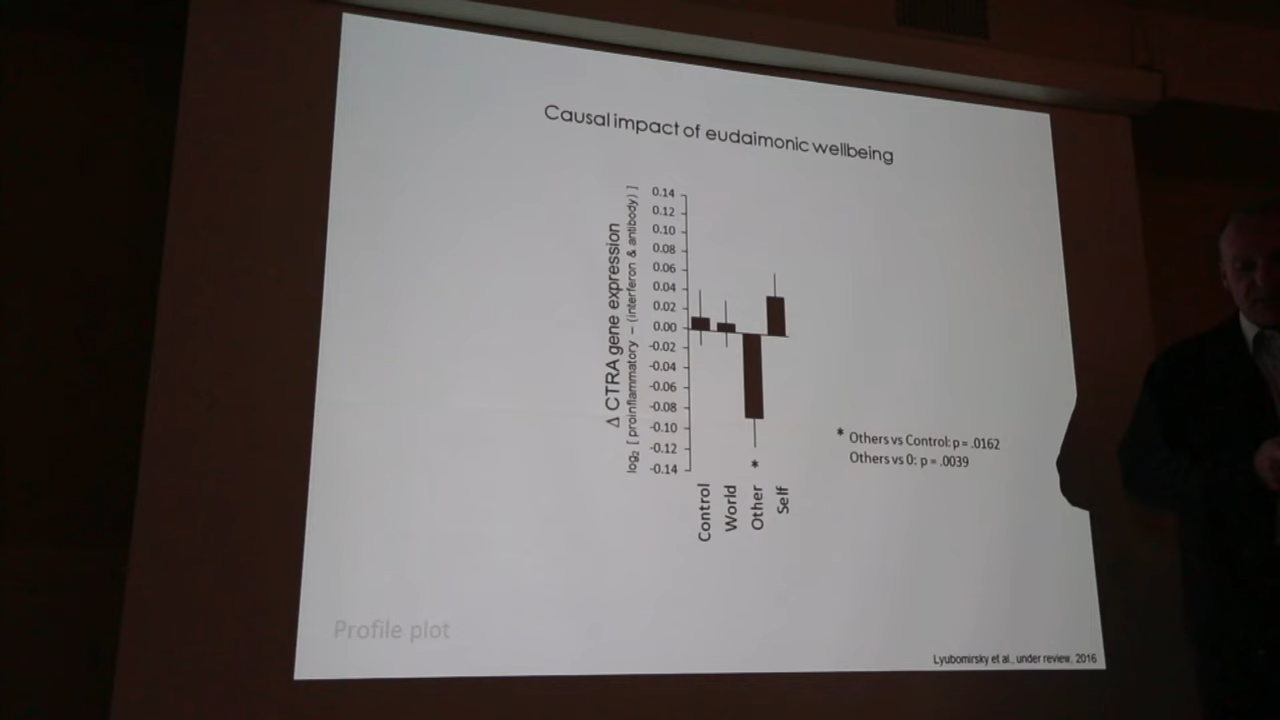 Causal impact of eudaimonic wellbeing
Δ CTRA gene expression
log₂ [ proinflammatory – (interferon & antibody) ]
0.14
0.12
0.10
0.08
0.06
0.04
0.02
0.00
-0.02
-0.04
-0.06
-0.08
-0.10
-0.12
-0.14
*
Control
World
Other
Self
* Others vs Control: p = .0162
Others vs 0: p = .0039
Profile plot
Lyubomirsky et al., under review, 2016